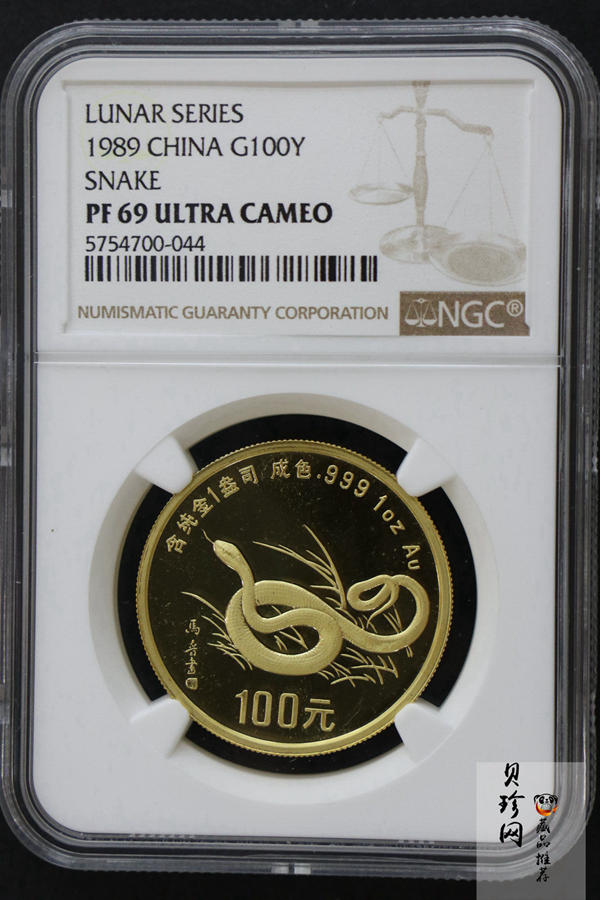 LUNAR SERIES
1989 CHINA G100Y
SNAKE
PF 69 ULTRA CAMEO
5754700-044
NUMISMATIC GUARANTY CORPORATION
NGC®
含纯金1盎司 成色.999 1oz Au
100元
贝珍网
藏品推荐